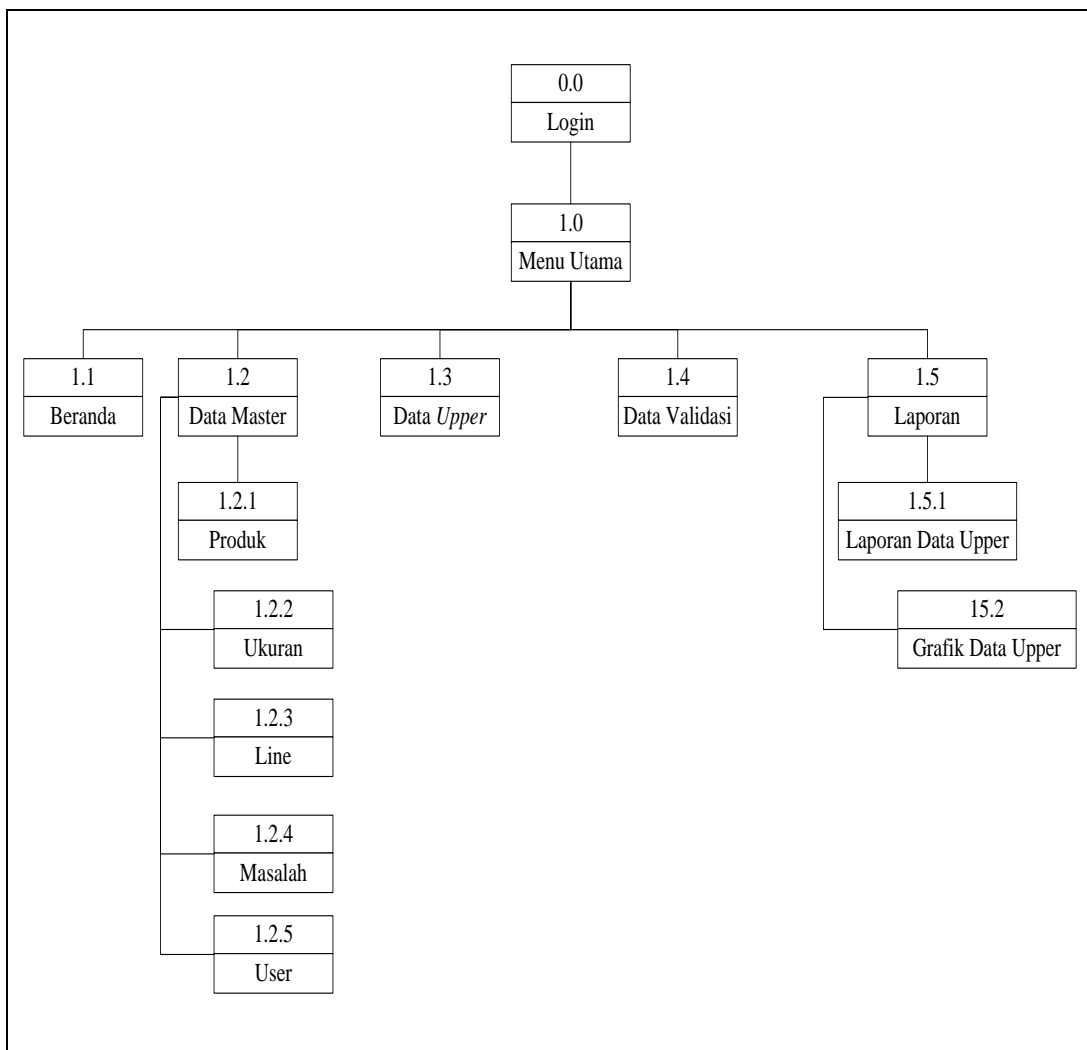 0.0
Login
1.0
Menu Utama
1.1
Beranda
1.2
Data Master
1.3
Data Upper
1.4
Data Validasi
1.5
Laporan
1.2.1
Produk
1.5.1
Laporan Data Upper
1.2.2
Ukuran
15.2
Grafik Data Upper
1.2.3
Line
1.2.4
Masalah
1.2.5
User